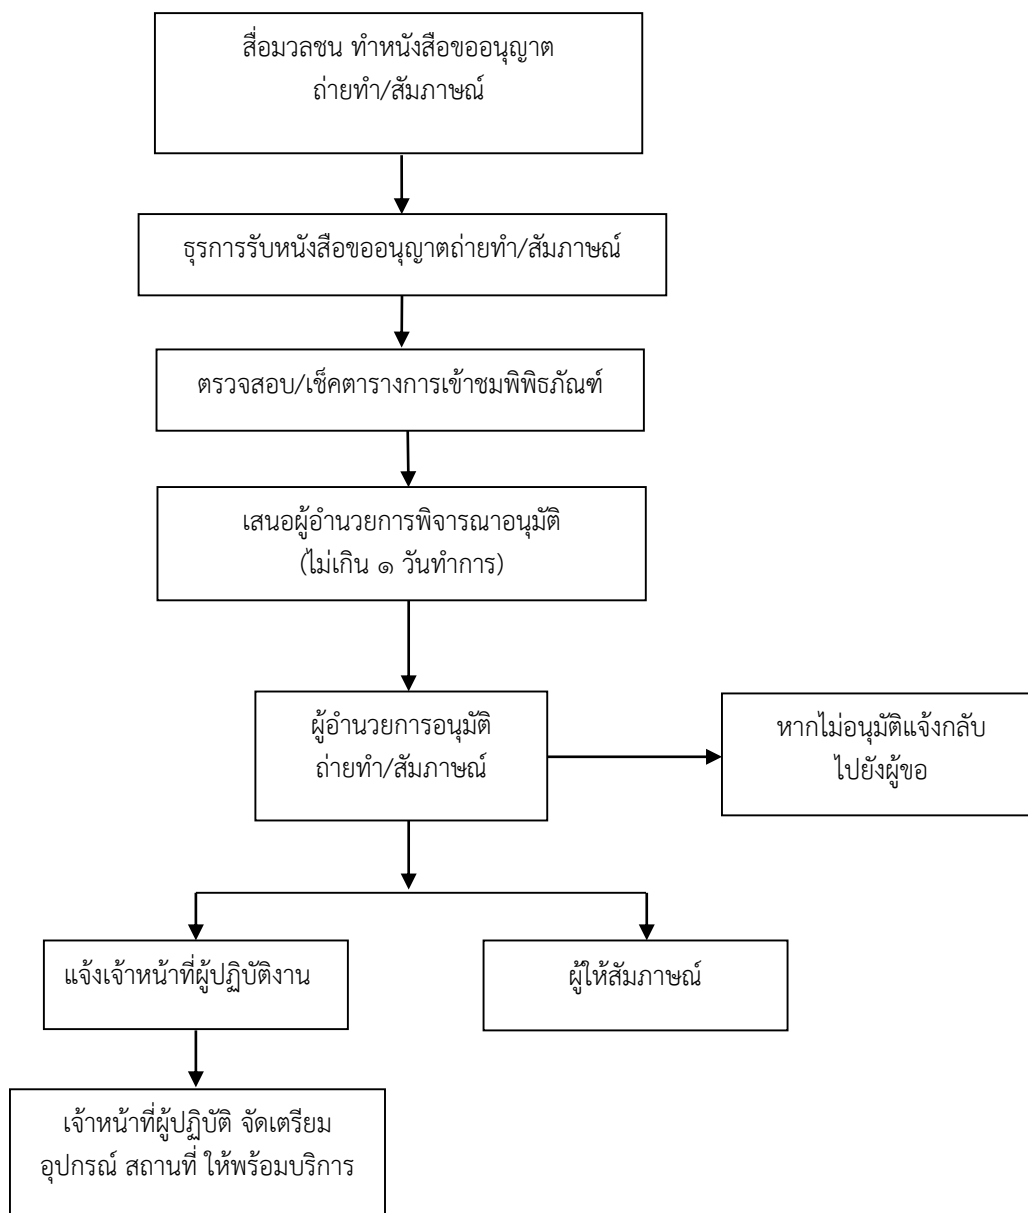 สื่อมวลชน ทำหนังสือขออนุญาต
ถ่ายทำ/สัมภาษณ์
ธุรการรับหนังสือขออนุญาตถ่ายทำ/สัมภาษณ์
ตรวจสอบ/เช็คตารางการเข้าชมพิพิธภัณฑ์
เสนอผู้อำนวยการพิจารณาอนุมัติ
(ไม่เกิน ๑ วันทำการ)
ผู้อำนวยการอนุมัติ
ถ่ายทำ/สัมภาษณ์
หากไม่อนุมัติแจ้งกลับ
ไปยังผู้ขอ
แจ้งเจ้าหน้าที่ผู้ปฏิบัติงาน
ผู้ให้สัมภาษณ์
เจ้าหน้าที่ผู้ปฏิบัติ จัดเตรียม
อุปกรณ์ สถานที่ ให้พร้อมบริการ